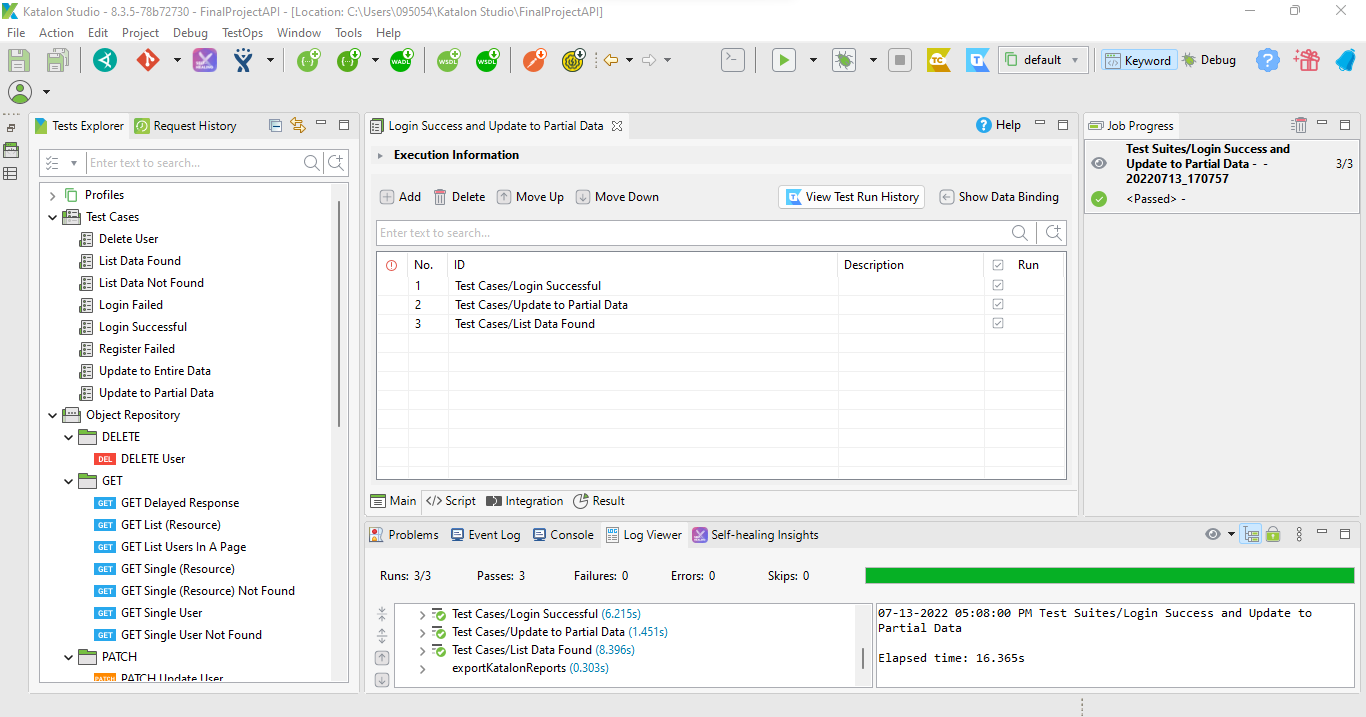 Katalon Studio - 8.3.5-78b72730 - FinalProjectAPI - [Location: C:\Users\095054\Katalon Studio\FinalProjectAPI]
File Action Edit Project Debug TestOps Window Tools Help
WADL WSDL WSDL TC T default Keyword Debug
Tests Explorer Request History
Enter text to search...
Profiles
Test Cases
Delete User
List Data Found
List Data Not Found
Login Failed
Login Successful
Register Failed
Update to Entire Data
Update to Partial Data
Object Repository
DELETE
DEL DELETE User
GET
GET GET Delayed Response
GET GET List (Resource)
GET GET List Users In A Page
GET GET Single (Resource)
GET GET Single (Resource) Not Found
GET GET Single User
GET GET Single User Not Found
PATCH
PATCH PATCH Update User
Login Success and Update to Partial Data
Help
Execution Information
Add Delete Move Up Move Down View Test Run History Show Data Binding
Enter text to search...
No. ID Description Run
1 Test Cases/Login Successful
2 Test Cases/Update to Partial Data
3 Test Cases/List Data Found
Main </> Script Integration Result
Job Progress
Test Suites/Login Success and
Update to Partial Data - -
20220713_170757
3/3
<Passed> -
Problems Event Log Console Log Viewer Self-healing Insights
Runs: 3/3 Passes: 3 Failures: 0 Errors: 0 Skips: 0
Test Cases/Login Successful (6.215s)
Test Cases/Update to Partial Data (1.451s)
Test Cases/List Data Found (8.396s)
exportKatalonReports (0.303s)
07-13-2022 05:08:00 PM Test Suites/Login Success and Update to
Partial Data
Elapsed time: 16.365s